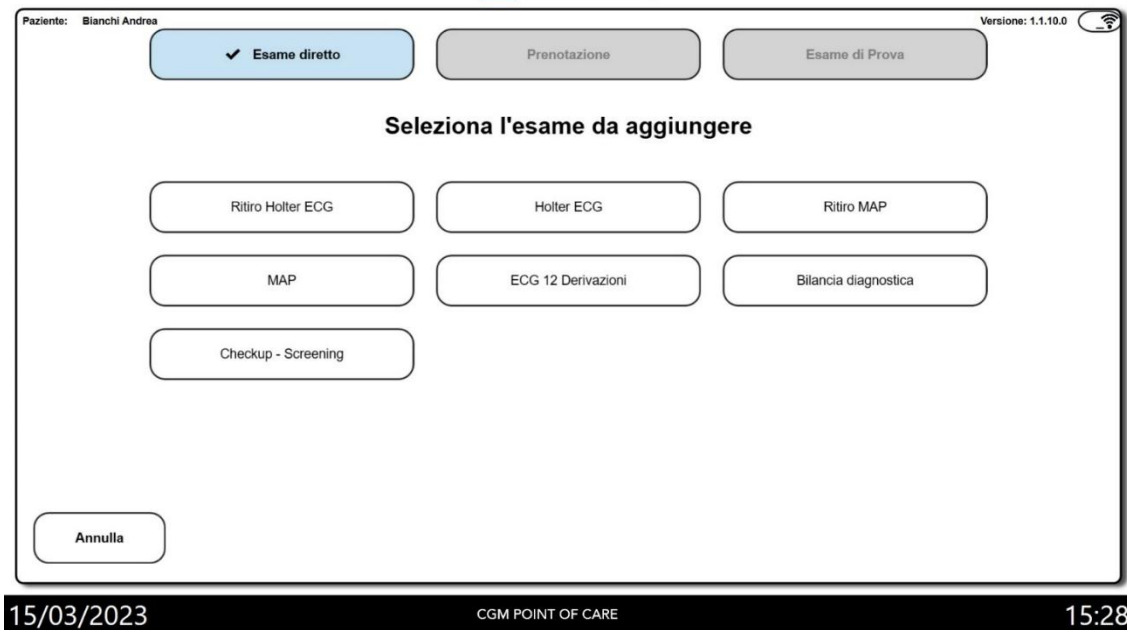 Paziente: Bianchi Andrea Versione: 1.1.10.0
Esame diretto Prenotazione Esame di Prova
Seleziona l'esame da aggiungere
Ritiro Holter ECG Holter ECG Ritiro MAP
MAP ECG 12 Derivazioni Bilancia diagnostica
Checkup - Screening
Annulla
15/03/2023 CGM POINT OF CARE 15:28